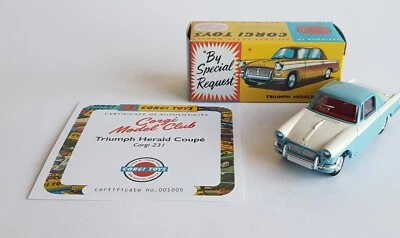 CORGI TOYS
"By
Special
Request"
TRIUMPH HERALD
CORGI TOYS
CERTIFICATE OF AUTHENTICITY
Corgi
Model Club
Triumph Herald Coupé
Corgi 231
CORGI TOYS
certificate no.001005